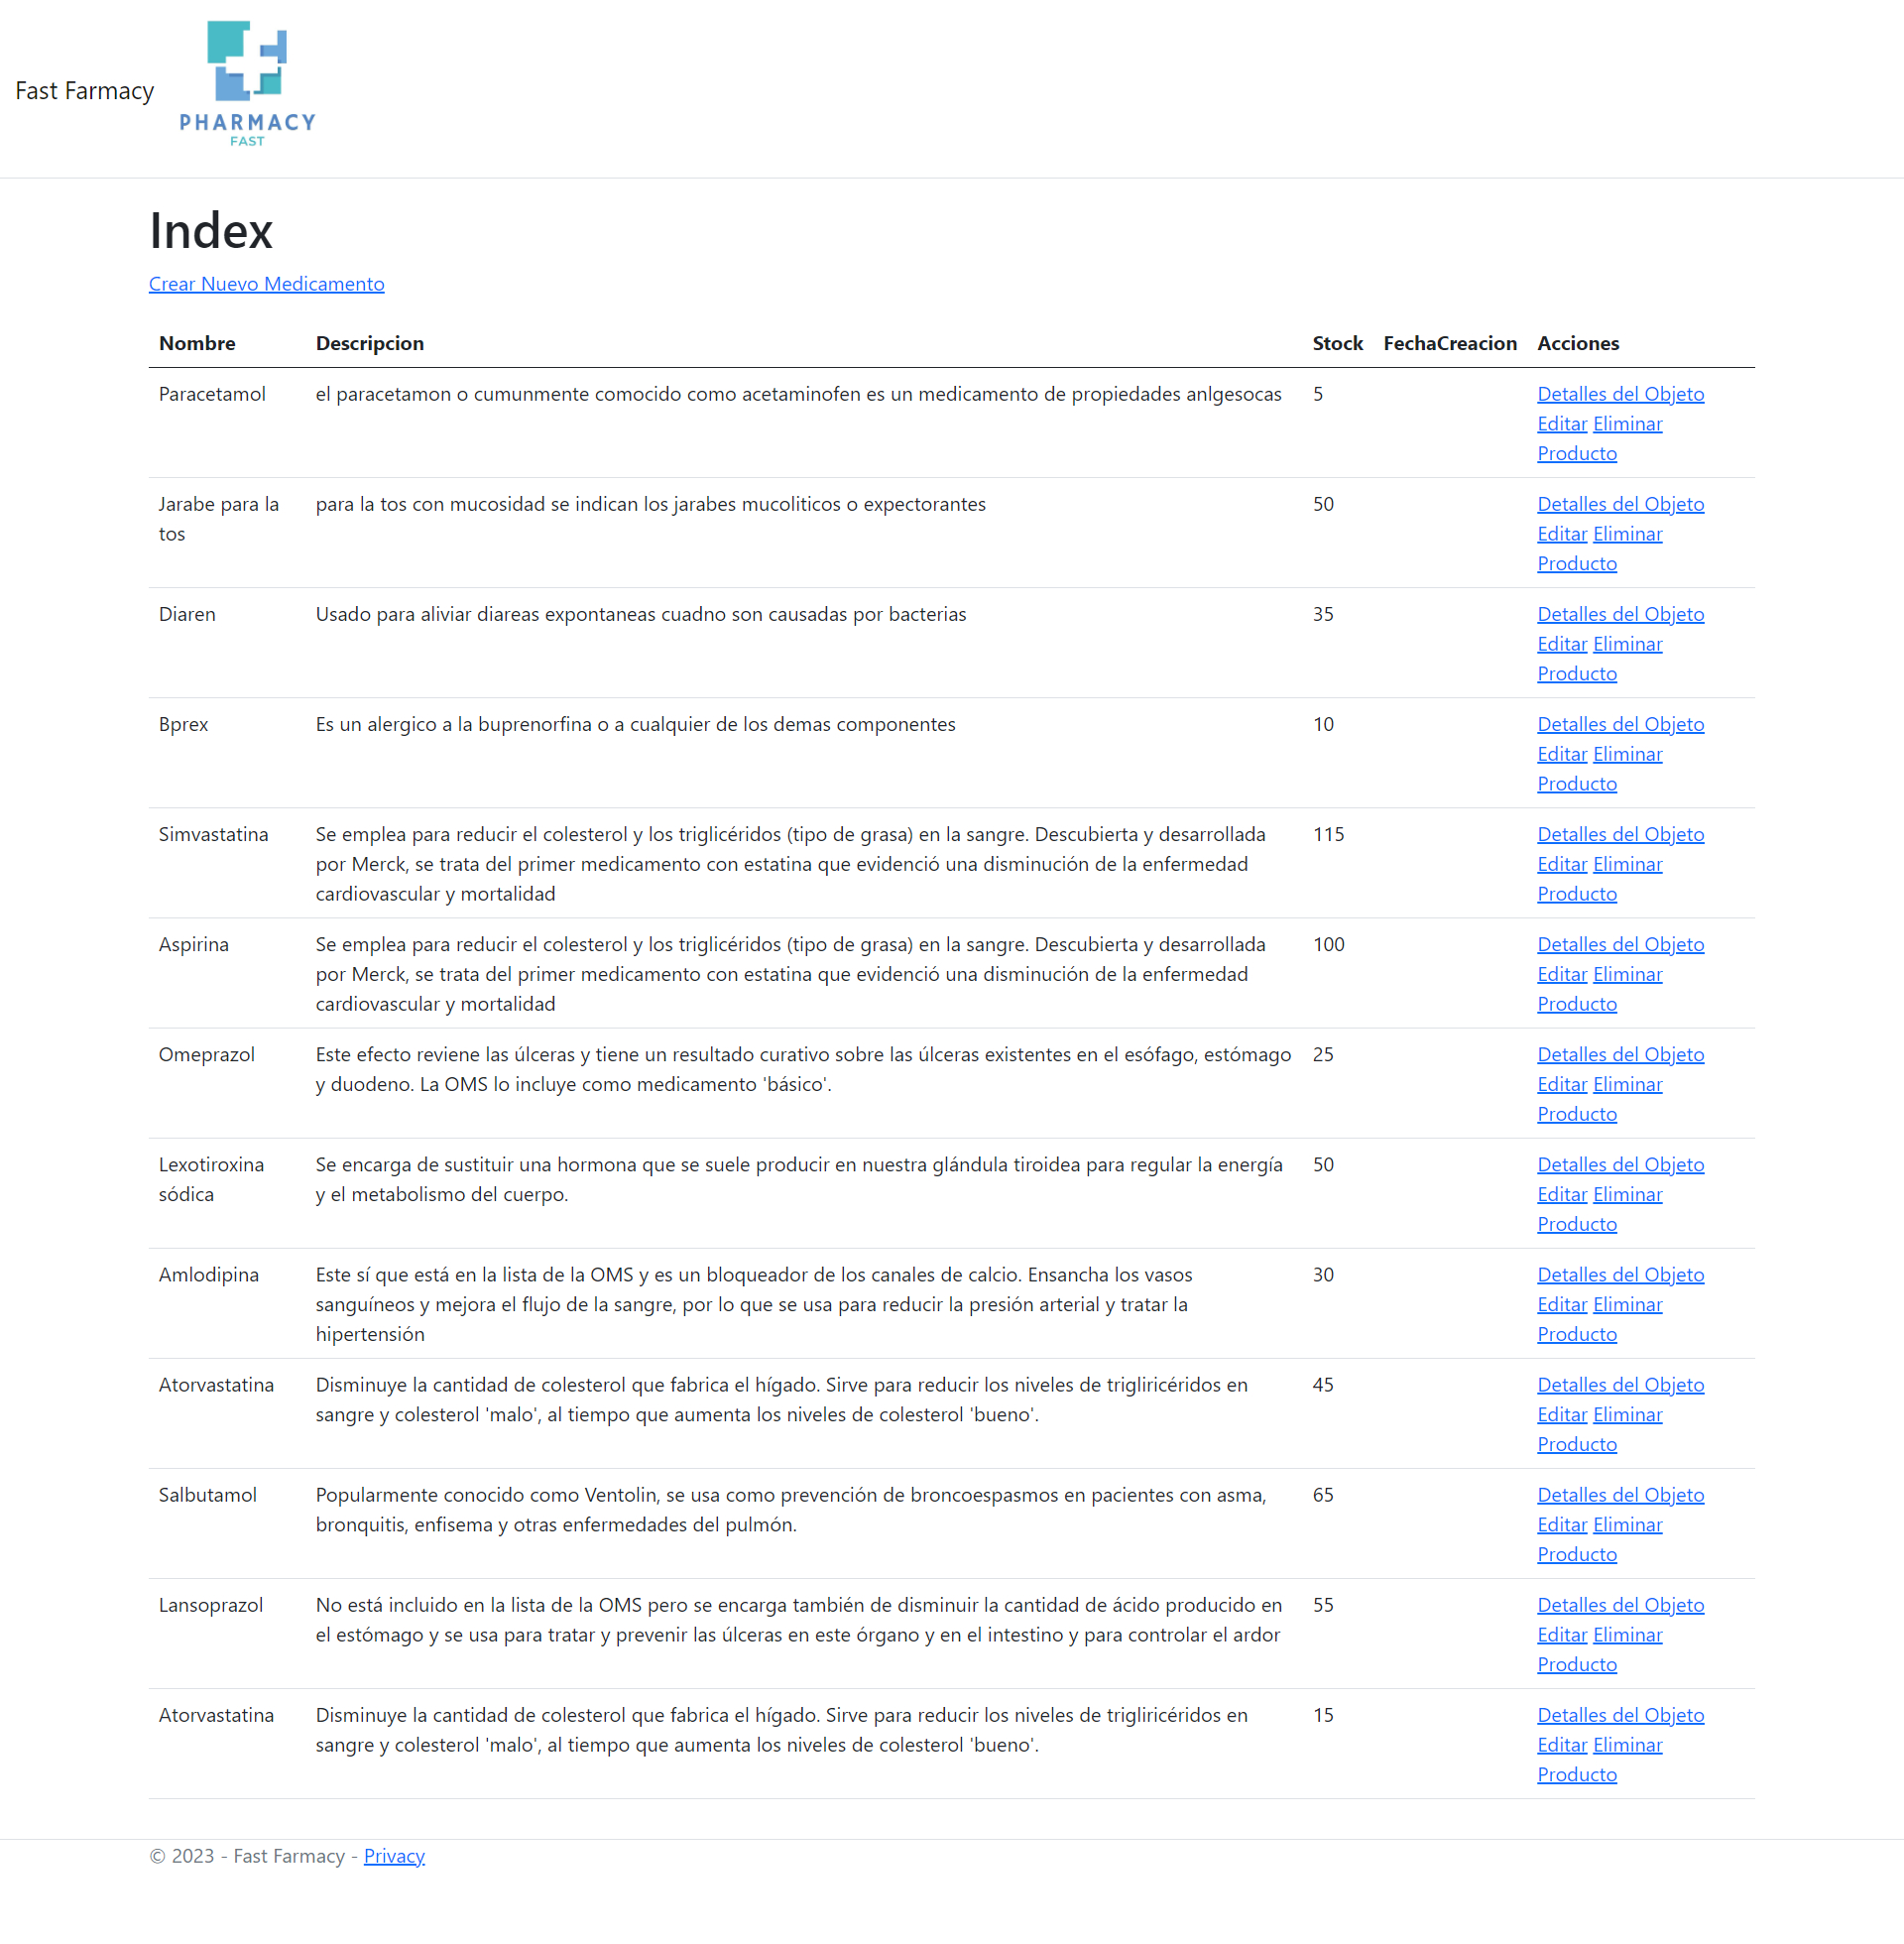 Fast Farmacy
PHARMACY
FAST
Index
Crear Nuevo Medicamento
Nombre Descripcion Stock FechaCreacion Acciones
Paracetamol el paracetamon o cumunmente comocido como acetaminofen es un medicamento de propiedades anlgesocas 5 Detalles del Objeto
Editar Eliminar
Producto
Jarabe para la para la tos con mucosidad se indican los jarabes mucoliticos o expectorantes 50 Detalles del Objeto
tos Editar Eliminar
Producto
Diaren Usado para aliviar diareas expontaneas cuadno son causadas por bacterias 35 Detalles del Objeto
Editar Eliminar
Producto
Bprex Es un alergico a la buprenorfina o a cualquier de los demas componentes 10 Detalles del Objeto
Editar Eliminar
Producto
Simvastatina Se emplea para reducir el colesterol y los triglicéridos (tipo de grasa) en la sangre. Descubierta y desarrollada 115 Detalles del Objeto
por Merck, se trata del primer medicamento con estatina que evidenció una disminución de la enfermedad Editar Eliminar
cardiovascular y mortalidad Producto
Aspirina Se emplea para reducir el colesterol y los triglicéridos (tipo de grasa) en la sangre. Descubierta y desarrollada 100 Detalles del Objeto
por Merck, se trata del primer medicamento con estatina que evidenció una disminución de la enfermedad Editar Eliminar
cardiovascular y mortalidad Producto
Omeprazol Este efecto reviene las úlceras y tiene un resultado curativo sobre las úlceras existentes en el esófago, estómago 25 Detalles del Objeto
y duodeno. La OMS lo incluye como medicamento 'básico'. Editar Eliminar
Producto
Lexotiroxina Se encarga de sustituir una hormona que se suele producir en nuestra glándula tiroidea para regular la energía 50 Detalles del Objeto
sódica y el metabolismo del cuerpo. Editar Eliminar
Producto
Amlodipina Este sí que está en la lista de la OMS y es un bloqueador de los canales de calcio. Ensancha los vasos 30 Detalles del Objeto
sanguíneos y mejora el flujo de la sangre, por lo que se usa para reducir la presión arterial y tratar la Editar Eliminar
hipertensión Producto
Atorvastatina Disminuye la cantidad de colesterol que fabrica el hígado. Sirve para reducir los niveles de trigliricéridos en 45 Detalles del Objeto
sangre y colesterol 'malo', al tiempo que aumenta los niveles de colesterol 'bueno'. Editar Eliminar
Producto
Salbutamol Popularmente conocido como Ventolin, se usa como prevención de broncoespasmos en pacientes con asma, 65 Detalles del Objeto
bronquitis, enfisema y otras enfermedades del pulmón. Editar Eliminar
Producto
Lansoprazol No está incluido en la lista de la OMS pero se encarga también de disminuir la cantidad de ácido producido en 55 Detalles del Objeto
el estómago y se usa para tratar y prevenir las úlceras en este órgano y en el intestino y para controlar el ardor Editar Eliminar
Producto
Atorvastatina Disminuye la cantidad de colesterol que fabrica el hígado. Sirve para reducir los niveles de trigliricéridos en 15 Detalles del Objeto
sangre y colesterol 'malo', al tiempo que aumenta los niveles de colesterol 'bueno'. Editar Eliminar
Producto
© 2023 - Fast Farmacy - Privacy